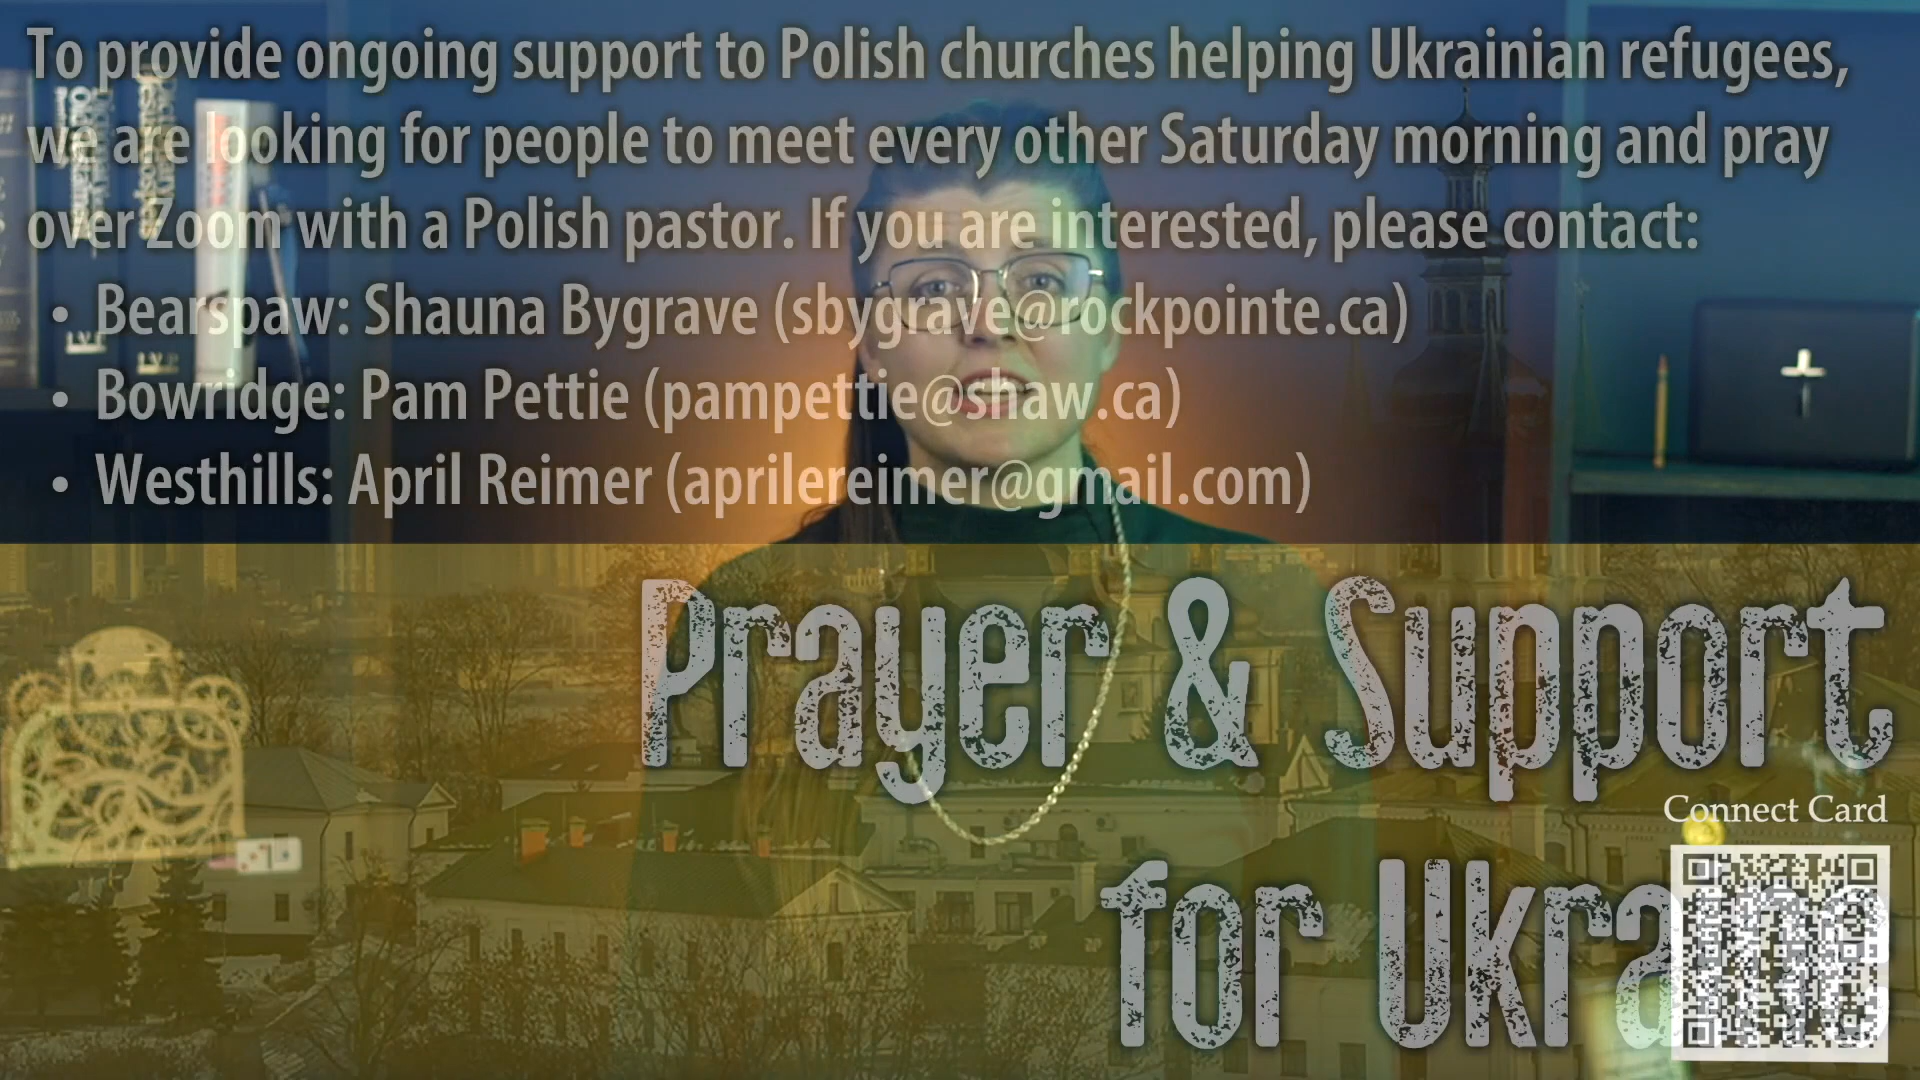 To provide ongoing support to Polish churches helping Ukrainian refugees,
we are looking for people to meet every other Saturday morning and pray
over Zoom with a Polish pastor. If you are interested, please contact:
• Bearspaw: Shauna Bygrave (sbygrave@rockpointe.ca)
• Bowridge: Pam Pettie (pampettie@shaw.ca)
• Westhills: April Reimer (aprilereimer@gmail.com)
Prayer & Support
Connect Card
for Ukraine
IVP
IVP